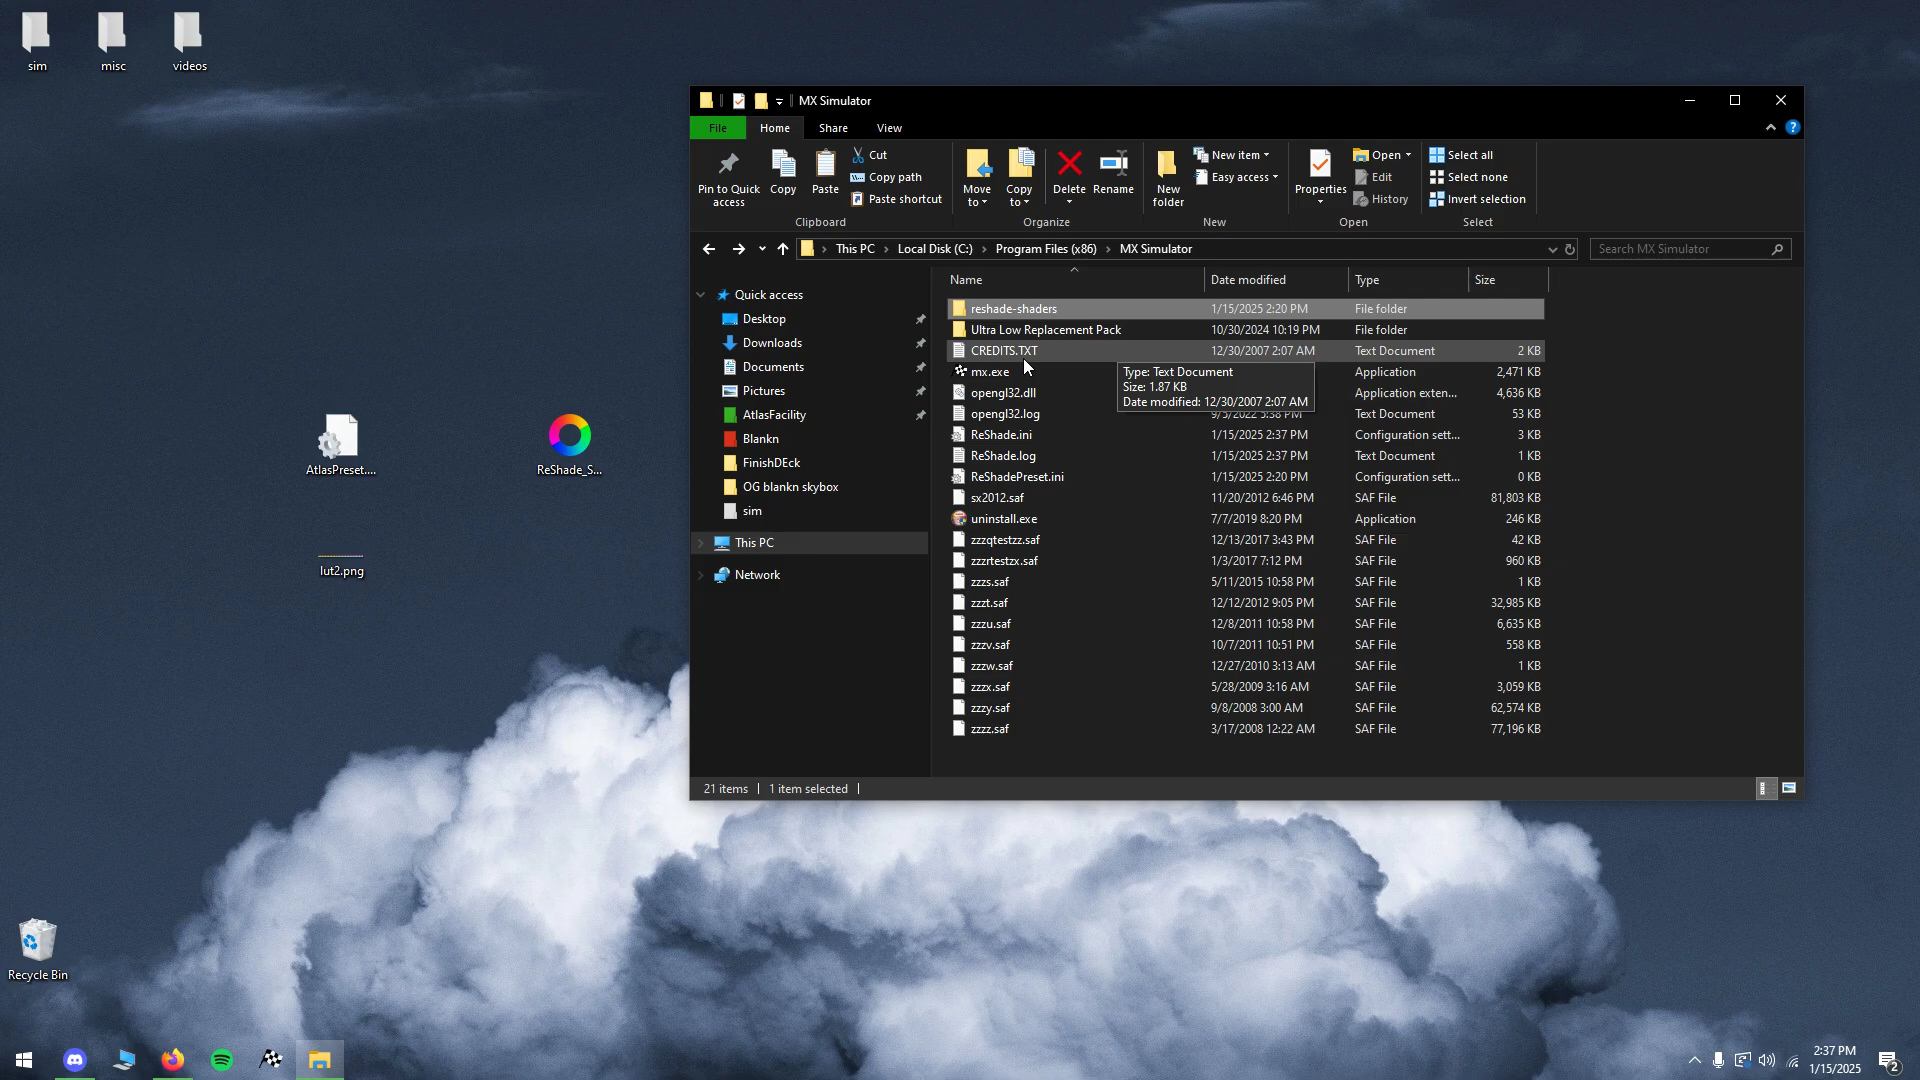 sim
misc
videos
AtlasPreset....
ReShade_S...
lut2.png
Recycle Bin
MX Simulator
File
Home
Share
View
Pin to Quick access
Copy
Paste
Cut
Copy path
Paste shortcut
Clipboard
Move to
Copy to
Delete
Rename
Organize
New folder
New item
Easy access
New
Properties
Open
Edit
History
Open
Select all
Select none
Invert selection
Select
This PC > Local Disk (C:) > Program Files (x86) > MX Simulator
Search MX Simulator
Quick access
Desktop
Downloads
Documents
Pictures
AtlasFacility
Blankn
FinishDEck
OG blankn skybox
sim
This PC
Network
Name Date modified Type Size
reshade-shaders 1/15/2025 2:20 PM File folder
Ultra Low Replacement Pack 10/30/2024 10:19 PM File folder
CREDITS.TXT 12/30/2007 2:07 AM Text Document 2 KB
mx.exe Application 2,471 KB
opengl32.dll Application exten... 4,636 KB
opengl32.log Text Document 53 KB
ReShade.ini 1/15/2025 2:37 PM Configuration sett... 3 KB
ReShade.log 1/15/2025 2:37 PM Text Document 1 KB
ReShadePreset.ini 1/15/2025 2:20 PM Configuration sett... 0 KB
sx2012.saf 11/20/2012 6:46 PM SAF File 81,803 KB
uninstall.exe 7/7/2019 8:20 PM Application 246 KB
zzzqtestzz.saf 12/13/2017 3:43 PM SAF File 42 KB
zzzrtestzx.saf 1/3/2017 7:12 PM SAF File 960 KB
zzzs.saf 5/11/2015 10:58 PM SAF File 1 KB
zzzt.saf 12/12/2012 9:05 PM SAF File 32,985 KB
zzzu.saf 12/8/2011 10:58 PM SAF File 6,635 KB
zzzv.saf 10/7/2011 10:51 PM SAF File 558 KB
zzzw.saf 12/27/2010 3:13 AM SAF File 1 KB
zzzx.saf 5/28/2009 3:16 AM SAF File 3,059 KB
zzzy.saf 9/8/2008 3:00 AM SAF File 62,574 KB
zzzz.saf 3/17/2008 12:22 AM SAF File 77,196 KB
Type: Text Document
Size: 1.87 KB
Date modified: 12/30/2007 2:07 AM
21 items
1 item selected
2:37 PM
1/15/2025
2